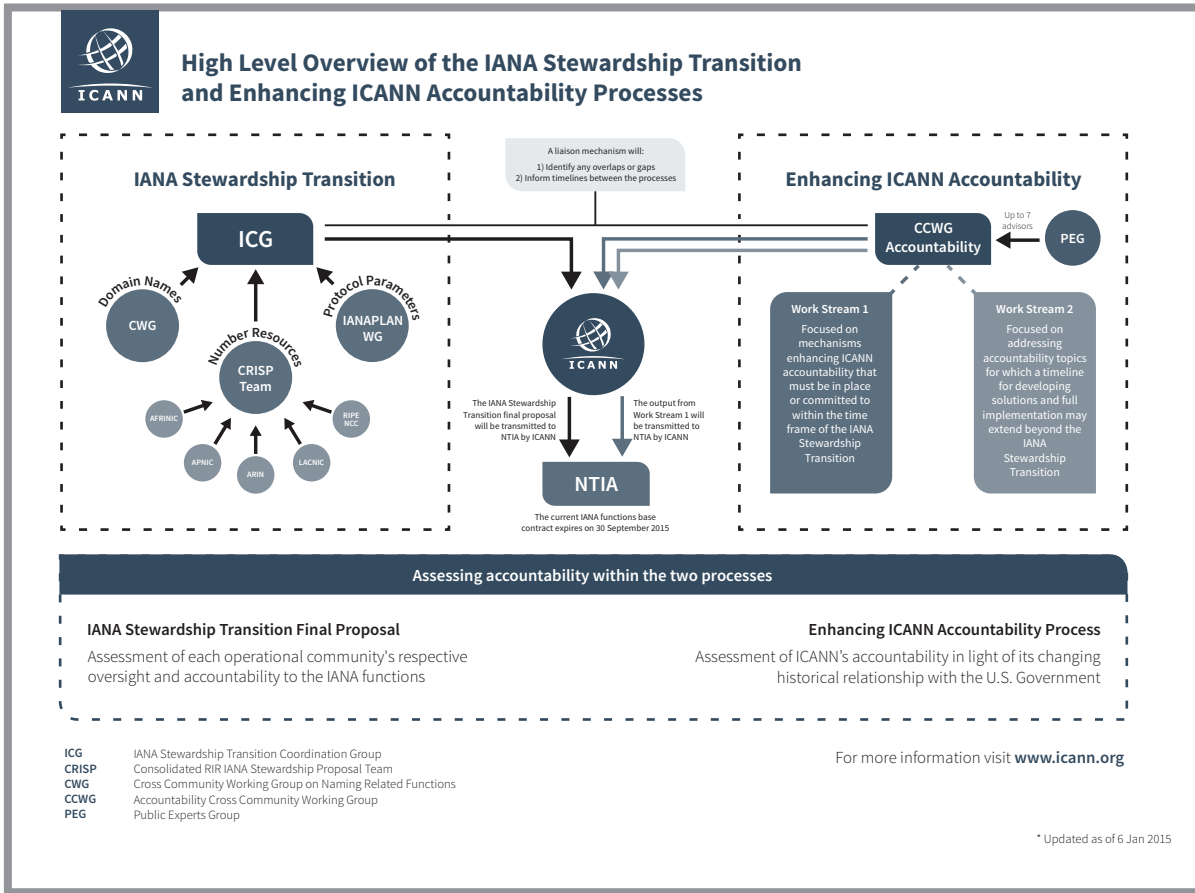 ICANN
High Level Overview of the IANA Stewardship Transition
and Enhancing ICANN Accountability Processes
IANA Stewardship Transition
ICG
Domain Names
CWG
Number Resources
CRISP
Team
Protocol Parameters
IANAPLAN
WG
AFRINIC
APNIC
ARIN
LACNIC
RIPE
NCC
A liaison mechanism will:
1) Identify any overlaps or gaps
2) Inform timelines between the processes
ICANN
The IANA Stewardship
Transition final proposal
will be transmitted to
NTIA by ICANN
The output from
Work Stream 1 will
be transmitted to
NTIA by ICANN
NTIA
The current IANA functions base
contract expires on 30 September 2015
Enhancing ICANN Accountability
CCWG
Accountability
Up to 7
advisors
PEG
Work Stream 1
Focused on
mechanisms
enhancing ICANN
accountability that
must be in place
or committed to
within the time
frame of the IANA
Stewardship
Transition
Work Stream 2
Focused on
addressing
accountability topics
for which a timeline
for developing
solutions and full
implementation may
extend beyond the
IANA
Stewardship
Transition
Assessing accountability within the two processes
IANA Stewardship Transition Final Proposal
Assessment of each operational community's respective
oversight and accountability to the IANA functions
Enhancing ICANN Accountability Process
Assessment of ICANN’s accountability in light of its changing
historical relationship with the U.S. Government
ICG IANA Stewardship Transition Coordination Group
CRISP Consolidated RIR IANA Stewardship Proposal Team
CWG Cross Community Working Group on Naming Related Functions
CCWG Accountability Cross Community Working Group
PEG Public Experts Group
For more information visit www.icann.org
* Updated as of 6 Jan 2015